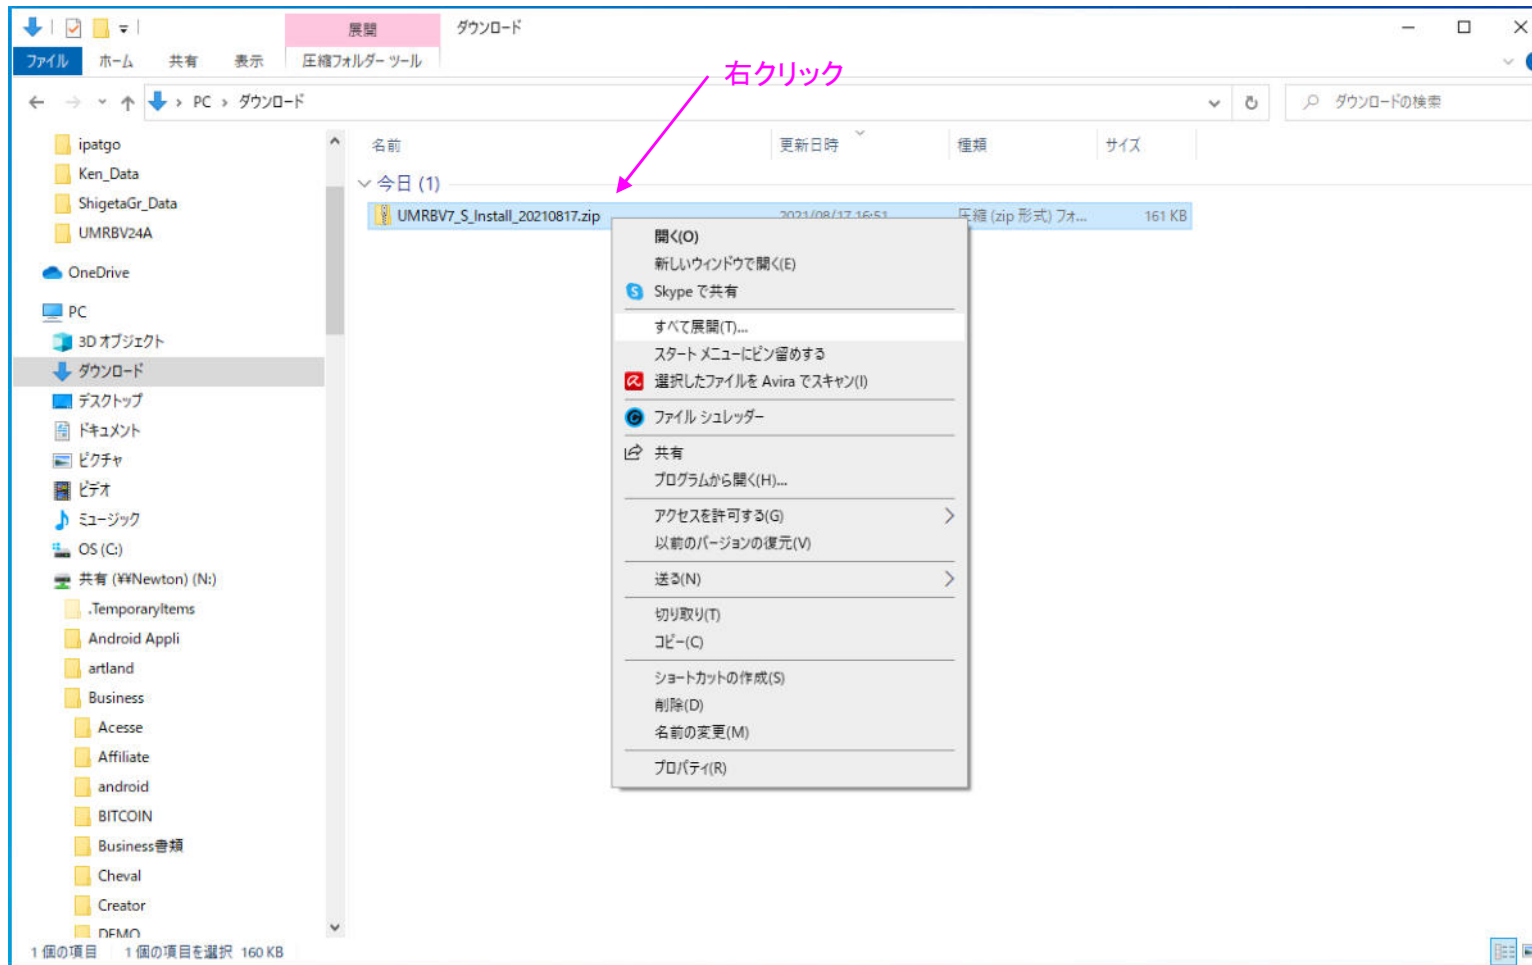 展開
ダウンロード
ファイル ホーム 共有 表示 圧縮フォルダー ツール
右クリック
PC › ダウンロード
ダウンロードの検索
名前 更新日時 種類 サイズ
今日 (1)
UMRBV7_S_Install_20210817.zip 2021/08/17 16:51 圧縮 (zip 形式) フォ... 161 KB
ipatgo
Ken_Data
ShigetaGr_Data
UMRBV24A
OneDrive
PC
3D オブジェクト
ダウンロード
デスクトップ
ドキュメント
ピクチャ
ビデオ
ミュージック
OS (C:)
共有 (¥¥Newton) (N:)
.TemporaryItems
Android Appli
artland
Business
Acesse
Affiliate
android
BITCOIN
Business書類
Cheval
Creator
DEMO
開く(O)
新しいウィンドウで開く(E)
Skype で共有
すべて展開(T)...
スタート メニューにピン留めする
選択したファイルを Avira でスキャン(I)
ファイル シュレッダー
共有
プログラムから開く(H)...
アクセスを許可する(G)
以前のバージョンの復元(V)
送る(N)
切り取り(T)
コピー(C)
ショートカットの作成(S)
削除(D)
名前の変更(M)
プロパティ(R)
1 個の項目 1 個の項目を選択 160 KB